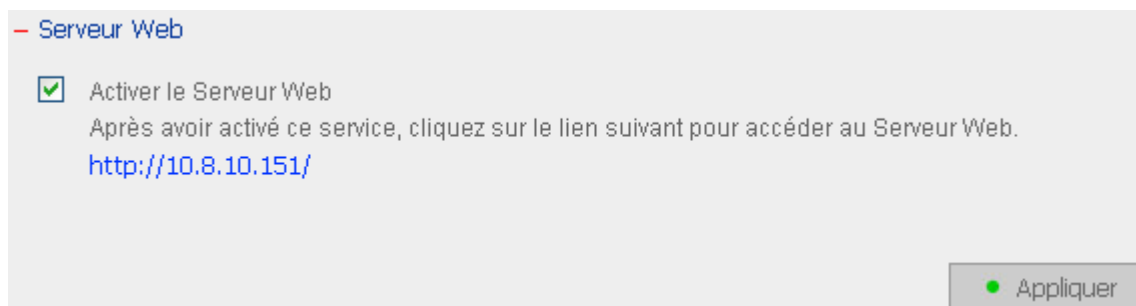 – Serveur Web
Activer le Serveur Web
Après avoir activé ce service, cliquez sur le lien suivant pour accéder au Serveur Web.
http://10.8.10.151/
Appliquer